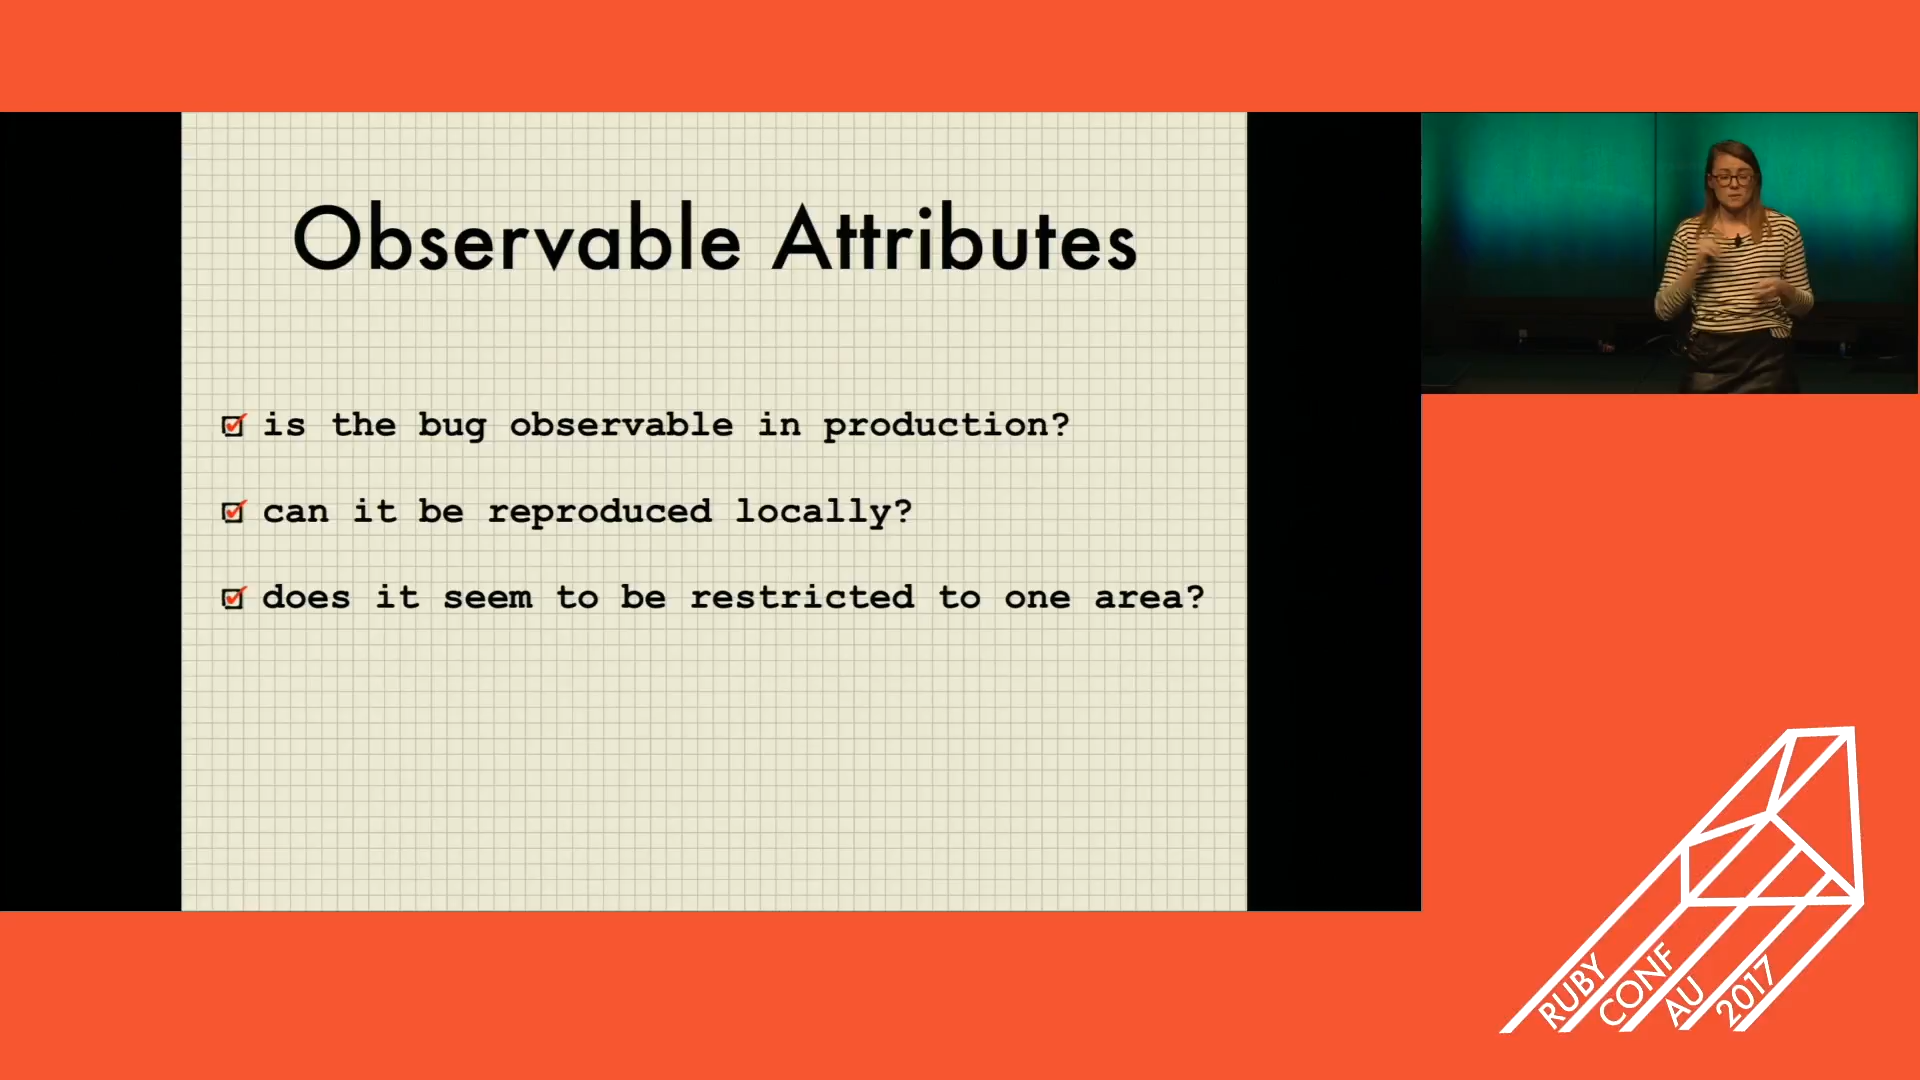 Observable Attributes
is the bug observable in production?
can it be reproduced locally?
does it seem to be restricted to one area?
RUBY
CONF
AU
2017